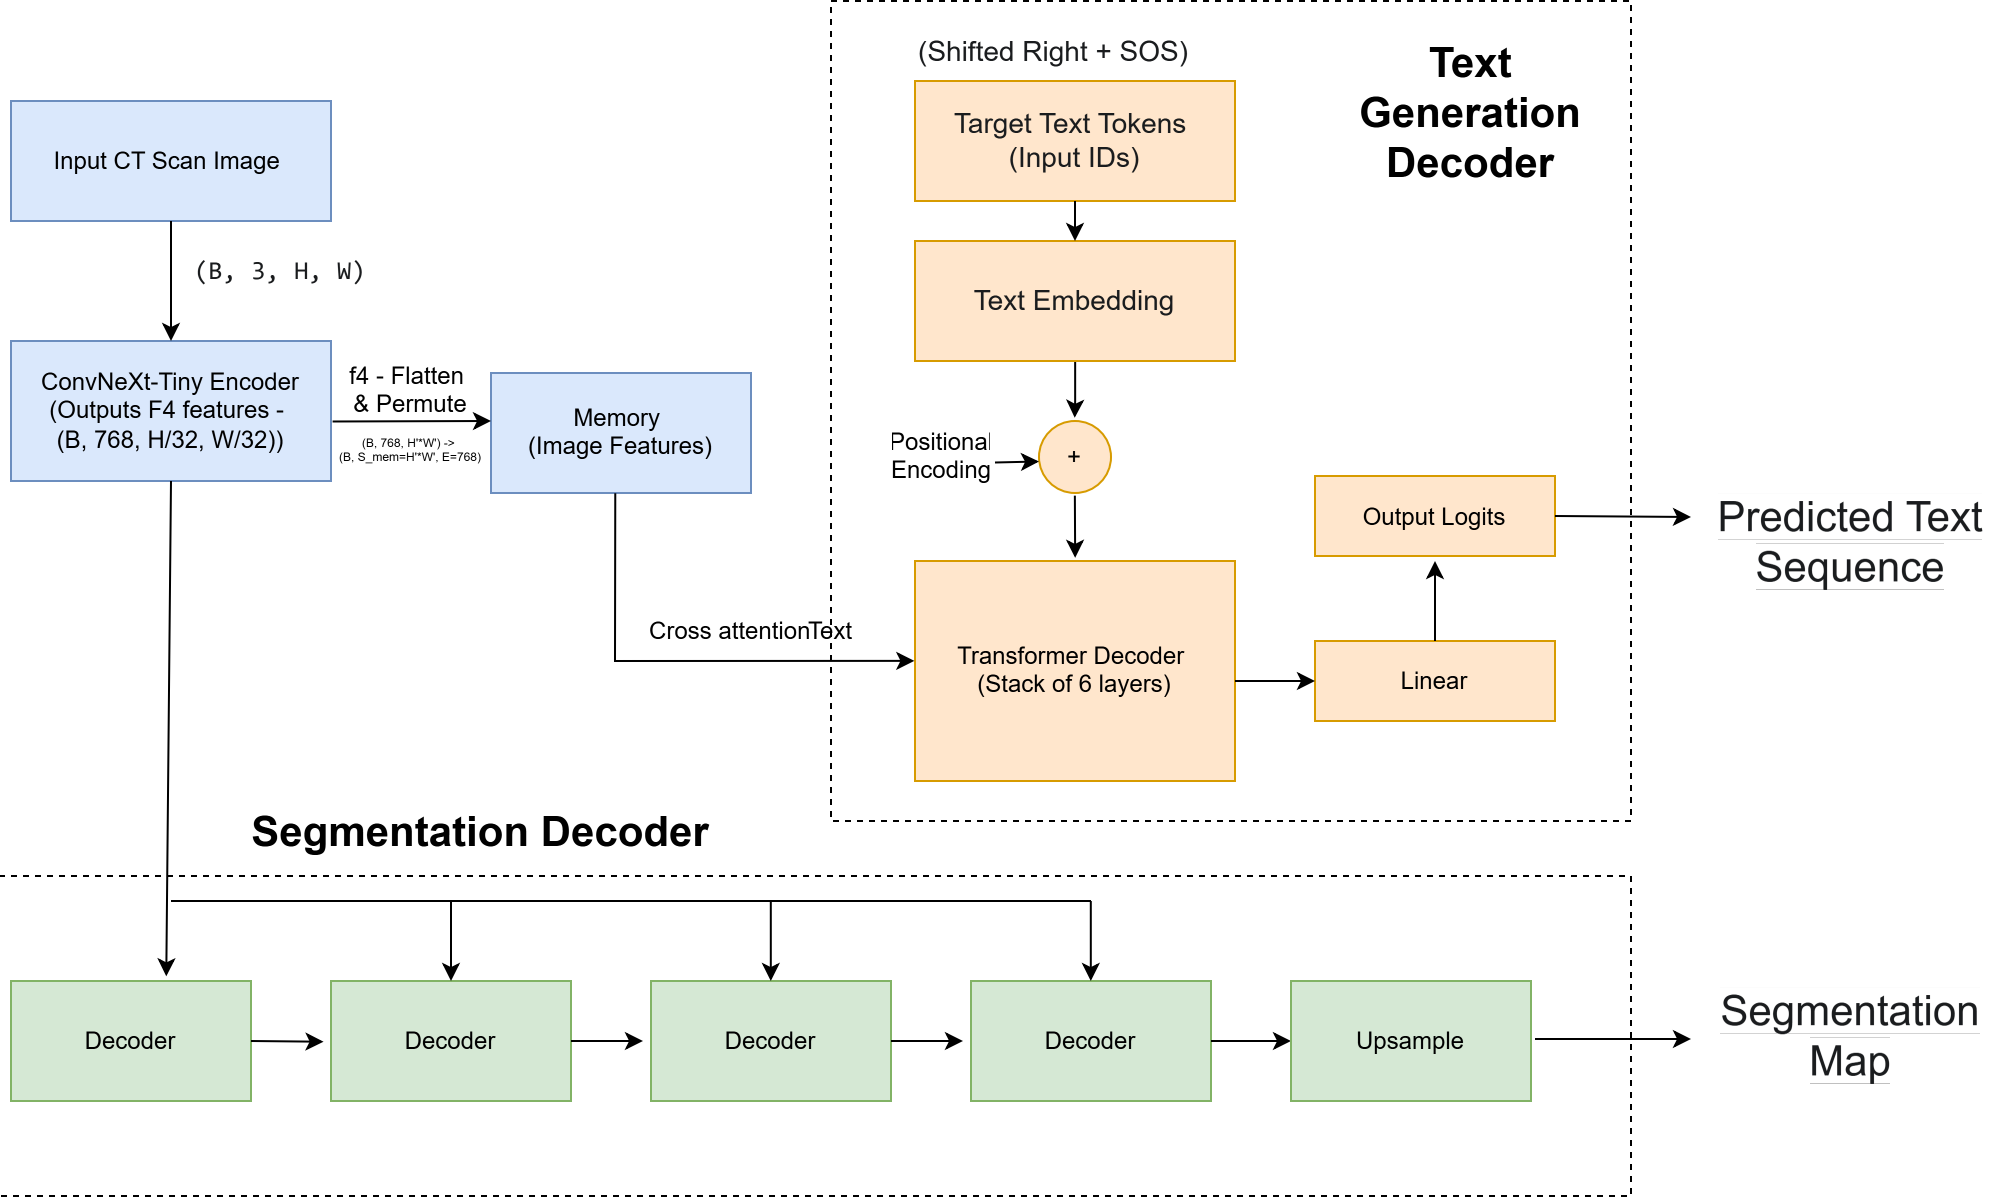 (Shifted Right + SOS)
Text
Generation
Decoder
Target Text Tokens
(Input IDs)
Input CT Scan Image
(B, 3, H, W)
Text Embedding
ConvNeXt-Tiny Encoder
(Outputs F4 features -
(B, 768, H/32, W/32))
f4 - Flatten
& Permute
(B, 768, H'*W') ->
(B, S_mem=H'*W', E=768)
Memory
(Image Features)
Positional
Encoding
+
Output Logits
Predicted Text
Sequence
Cross attentionText
Transformer Decoder
(Stack of 6 layers)
Linear
Segmentation Decoder
Decoder
Decoder
Decoder
Decoder
Upsample
Segmentation
Map